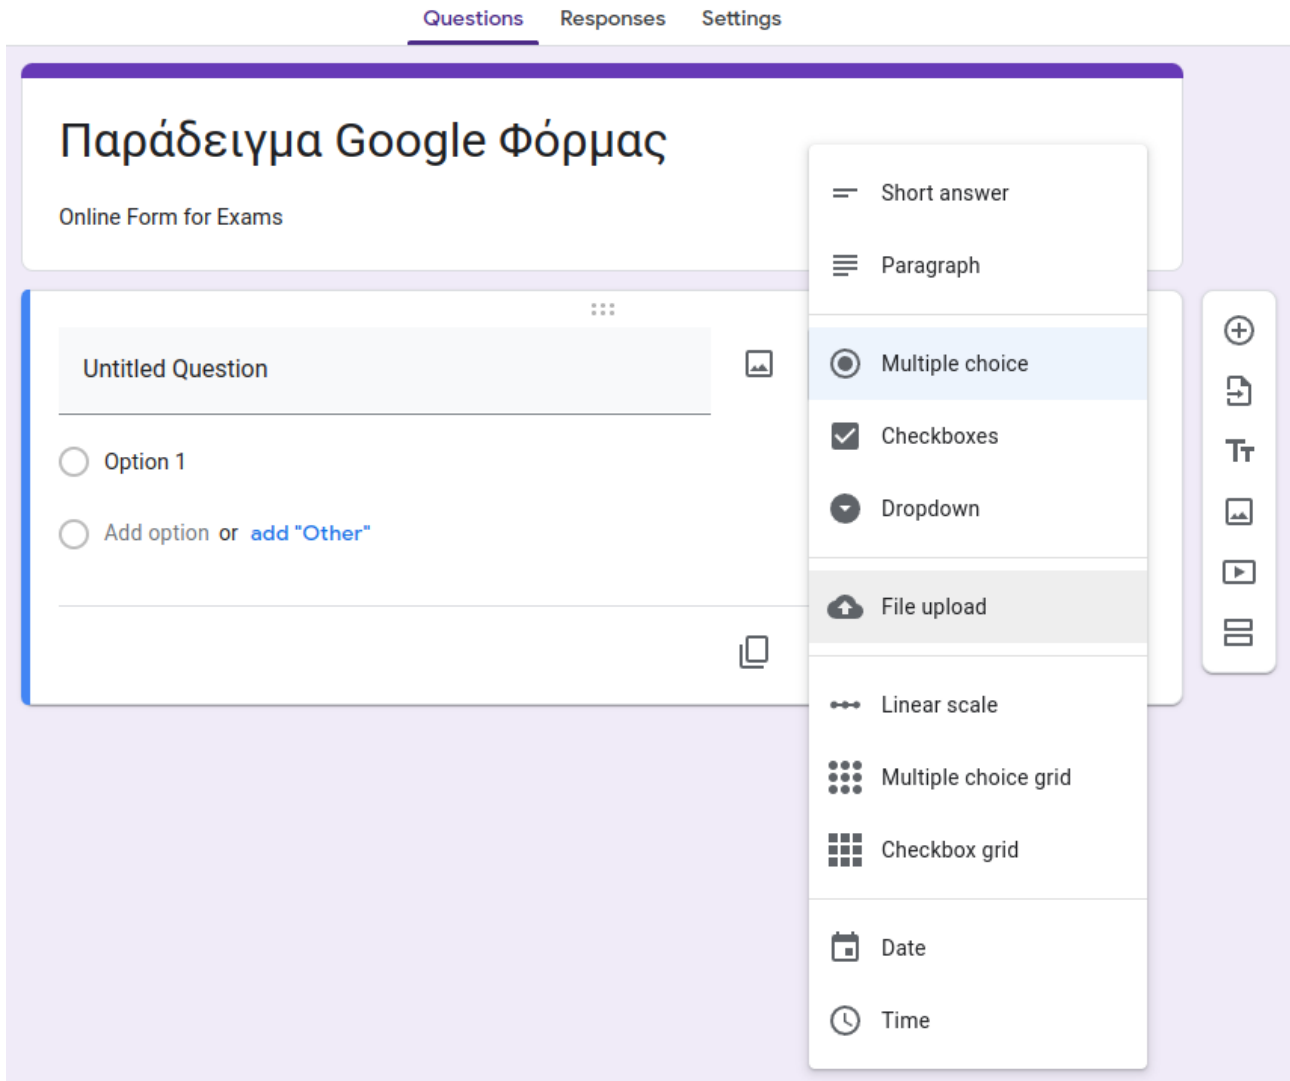 Questions Responses Settings
Παράδειγμα Google Φόρμας
Online Form for Exams
Untitled Question
Option 1
Add option or add "Other"
Short answer
Paragraph
Multiple choice
Checkboxes
Dropdown
File upload
Linear scale
Multiple choice grid
Checkbox grid
Date
Time